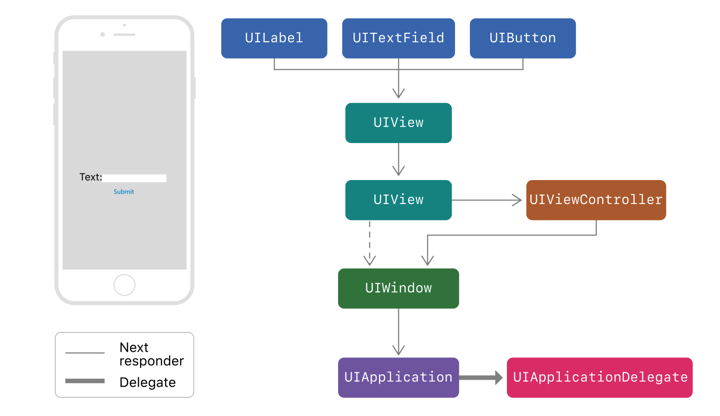 UILabel
UITextField
UIButton
UIView
UIView
UIViewController
UIWindow
UIApplication
UIApplicationDelegate
Text:
Submit
Next
responder
Delegate